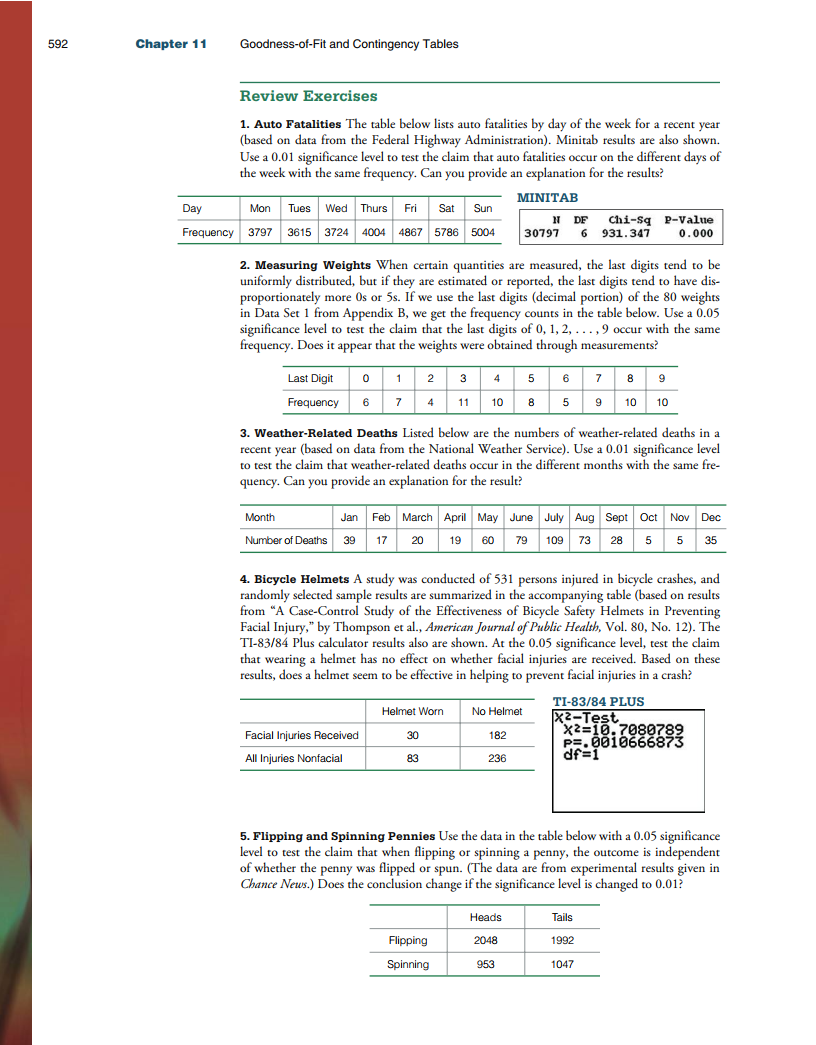 592 Chapter 11 Goodness-of-Fit and Contingency Tables
Review Exercises
1. Auto Fatalities The table below lists auto fatalities by day of the week for a recent year
(based on data from the Federal Highway Administration). Minitab results are also shown.
Use a 0.01 significance level to test the claim that auto fatalities occur on the different days of
the week with the same frequency. Can you provide an explanation for the results?
Day Mon Tues Wed Thurs Fri Sat Sun
Frequency 3797 3615 3724 4004 4867 5786 5004
MINITAB
N DF Chi-Sq P-Value
30797 6 931.347 0.000
2. Measuring Weights When certain quantities are measured, the last digits tend to be
uniformly distributed, but if they are estimated or reported, the last digits tend to have dis-
proportionately more 0s or 5s. If we use the last digits (decimal portion) of the 80 weights
in Data Set 1 from Appendix B, we get the frequency counts in the table below. Use a 0.05
significance level to test the claim that the last digits of 0, 1, 2, . . . , 9 occur with the same
frequency. Does it appear that the weights were obtained through measurements?
Last Digit 0 1 2 3 4 5 6 7 8 9
Frequency 6 7 4 11 10 8 5 9 10 10
3. Weather-Related Deaths Listed below are the numbers of weather-related deaths in a
recent year (based on data from the National Weather Service). Use a 0.01 significance level
to test the claim that weather-related deaths occur in the different months with the same fre-
quency. Can you provide an explanation for the result?
Month Jan Feb March April May June July Aug Sept Oct Nov Dec
Number of Deaths 39 17 20 19 60 79 109 73 28 5 5 35
4. Bicycle Helmets A study was conducted of 531 persons injured in bicycle crashes, and
randomly selected sample results are summarized in the accompanying table (based on results
from “A Case-Control Study of the Effectiveness of Bicycle Safety Helmets in Preventing
Facial Injury,” by Thompson et al., American Journal of Public Health, Vol. 80, No. 12). The
TI-83/84 Plus calculator results also are shown. At the 0.05 significance level, test the claim
that wearing a helmet has no effect on whether facial injuries are received. Based on these
results, does a helmet seem to be effective in helping to prevent facial injuries in a crash?
Helmet Worn No Helmet
Facial Injuries Received 30 182
All Injuries Nonfacial 83 236
TI-83/84 PLUS
X²-Test
X²=10.7080789
P=.0010666873
df=1
5. Flipping and Spinning Pennies Use the data in the table below with a 0.05 significance
level to test the claim that when flipping or spinning a penny, the outcome is independent
of whether the penny was flipped or spun. (The data are from experimental results given in
Chance News.) Does the conclusion change if the significance level is changed to 0.01?
Heads Tails
Flipping 2048 1992
Spinning 953 1047